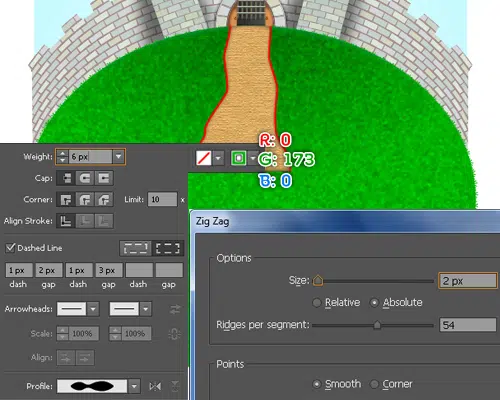 R: 0
G: 173
B: 0
Weight: 6 px
Cap:
Corner: Limit: 10 x
Align Stroke:
Dashed Line
1 px 2 px 1 px 3 px
dash gap dash gap dash gap
Arrowheads:
Scale: 100% 100%
Align:
Profile:
Zig Zag
Options
Size: 2 px
Relative Absolute
Ridges per segment: 54
Points
Smooth Corner